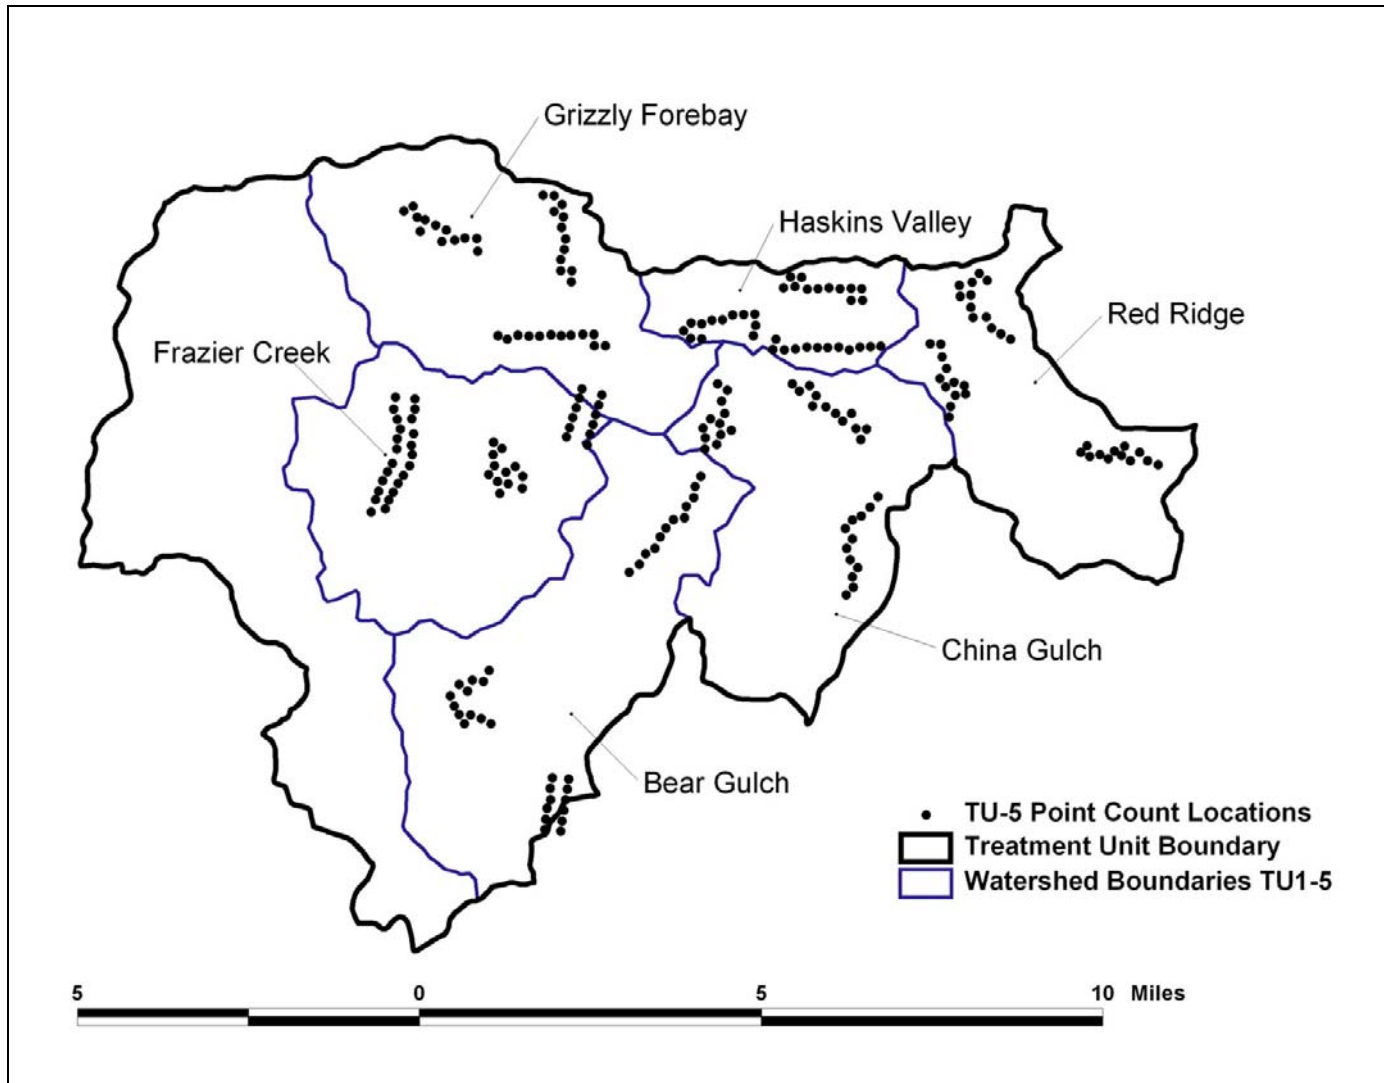 Grizzly Forebay
Haskins Valley
Red Ridge
Frazier Creek
China Gulch
Bear Gulch
TU-5 Point Count Locations
Treatment Unit Boundary
Watershed Boundaries TU1-5
5 0 5 10 Miles